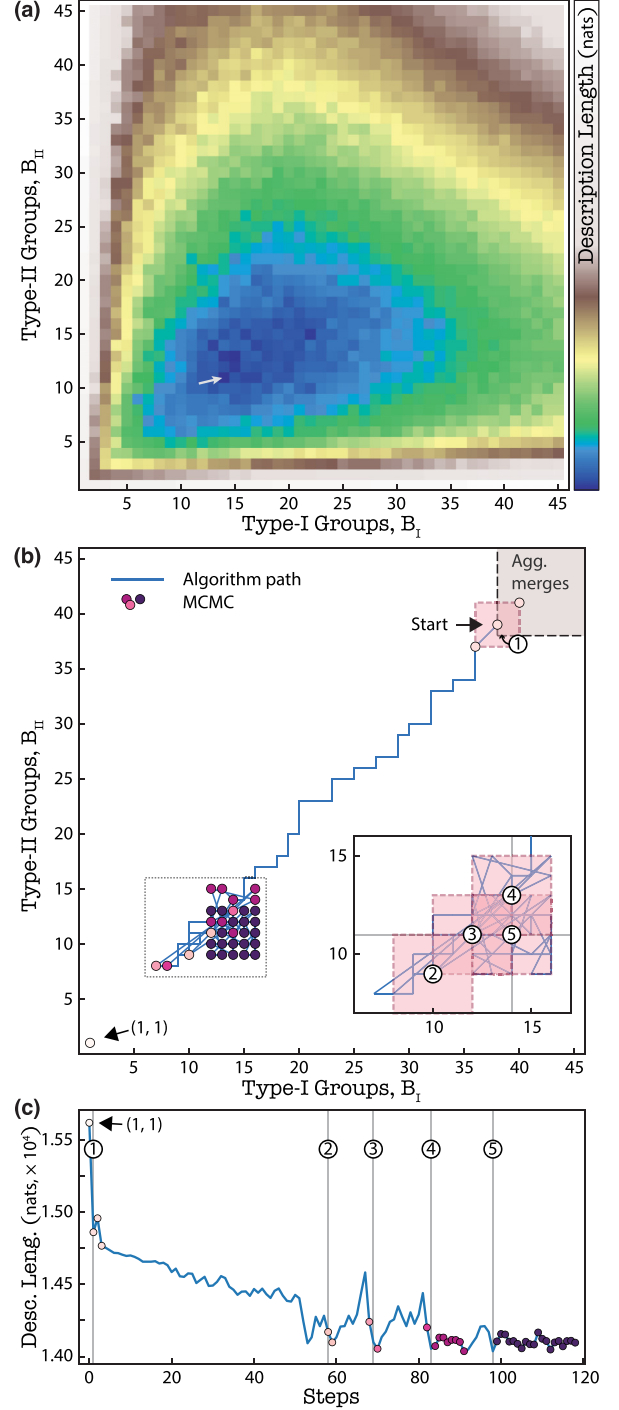 (a)
45
40
35
30
25
20
15
10
5
Type-II Groups, B_II
5 10 15 20 25 30 35 40 45
Type-I Groups, B_I
Description Length (nats)
(b)
45
40
35
30
25
20
15
10
5
Type-II Groups, B_II
Algorithm path
MCMC
Agg.
merges
Start
1
(1, 1)
15
10
4
3
5
2
10 15
5 10 15 20 25 30 35 40 45
Type-I Groups, B_I
(c)
Desc. Leng. (nats, × 10⁴)
1.55
1.50
1.45
1.40
(1, 1)
1 2 3 4 5
0 20 40 60 80 100 120
Steps